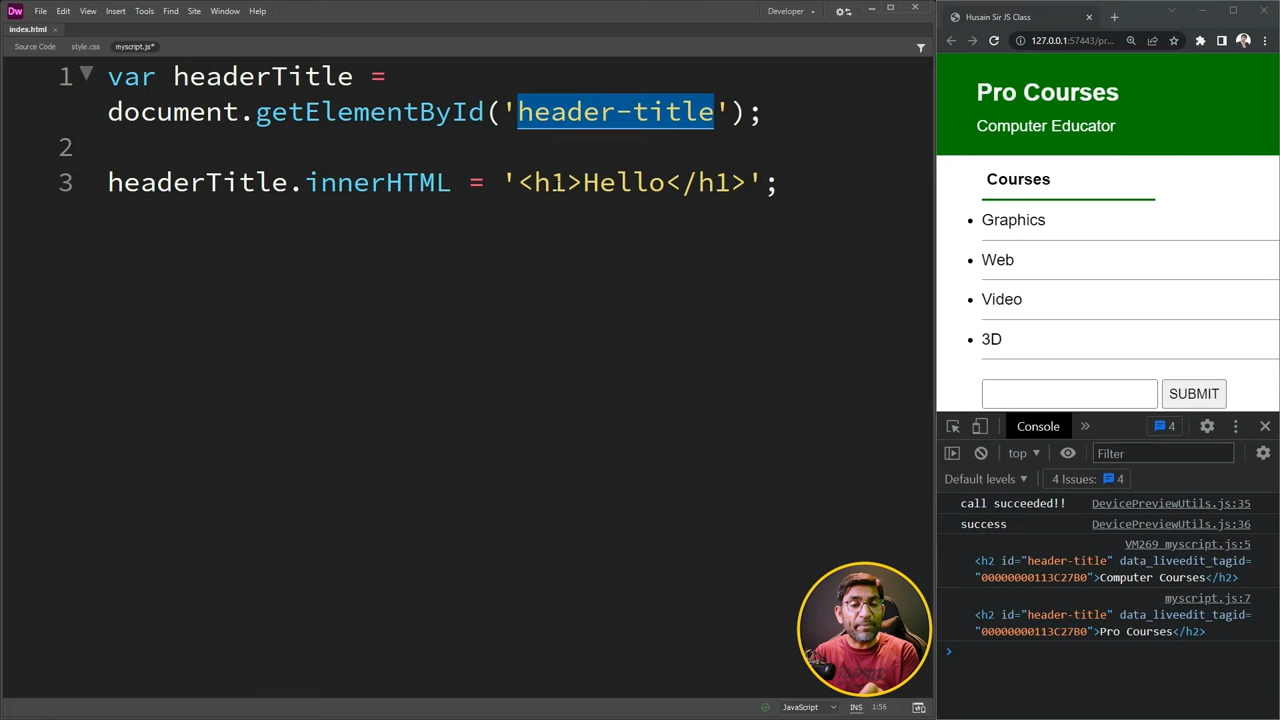 Dw File Edit View Insert Tools Find Site Window Help Developer
index.html
Source Code style.css myscript.js*
1 var headerTitle =
document.getElementById('header-title');
2
3 headerTitle.innerHTML = '<h1>Hello</h1>';
JavaScript INS 1:56
Husain Sir JS Class
127.0.0.1:57443/pr...
Pro Courses
Computer Educator
Courses
Graphics
Web
Video
3D
SUBMIT
Console » 4
top Filter
Default levels 4 Issues: 4
call succeeded!! DevicePreviewUtils.js:35
success DevicePreviewUtils.js:36
VM269 myscript.js:5
<h2 id="header-title" data_liveedit_tagid=
"00000000113C27B0">Computer Courses</h2>
myscript.js:7
<h2 id="header-title" data_liveedit_tagid=
"00000000113C27B0">Pro Courses</h2>